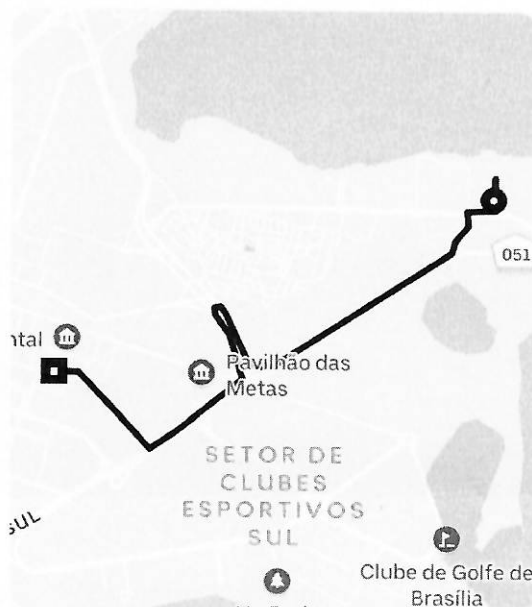 051
ntal
Pavilhão das
Metas
SETOR DE
CLUBES
ESPORTIVOS
SUL
SUL
Clube de Golfe de
Brasília